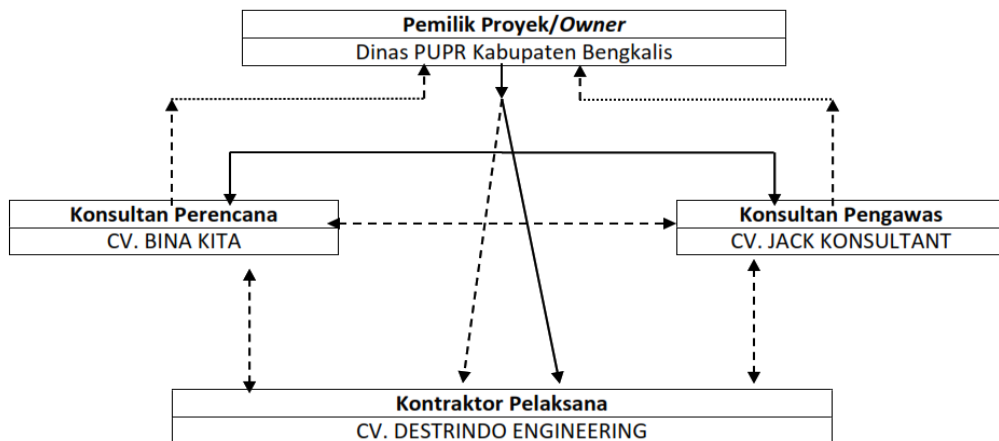 Pemilik Proyek/Owner
Dinas PUPR Kabupaten Bengkalis
Konsultan Perencana
CV. BINA KITA
Konsultan Pengawas
CV. JACK KONSULTANT
Kontraktor Pelaksana
CV. DESTRINDO ENGINEERING